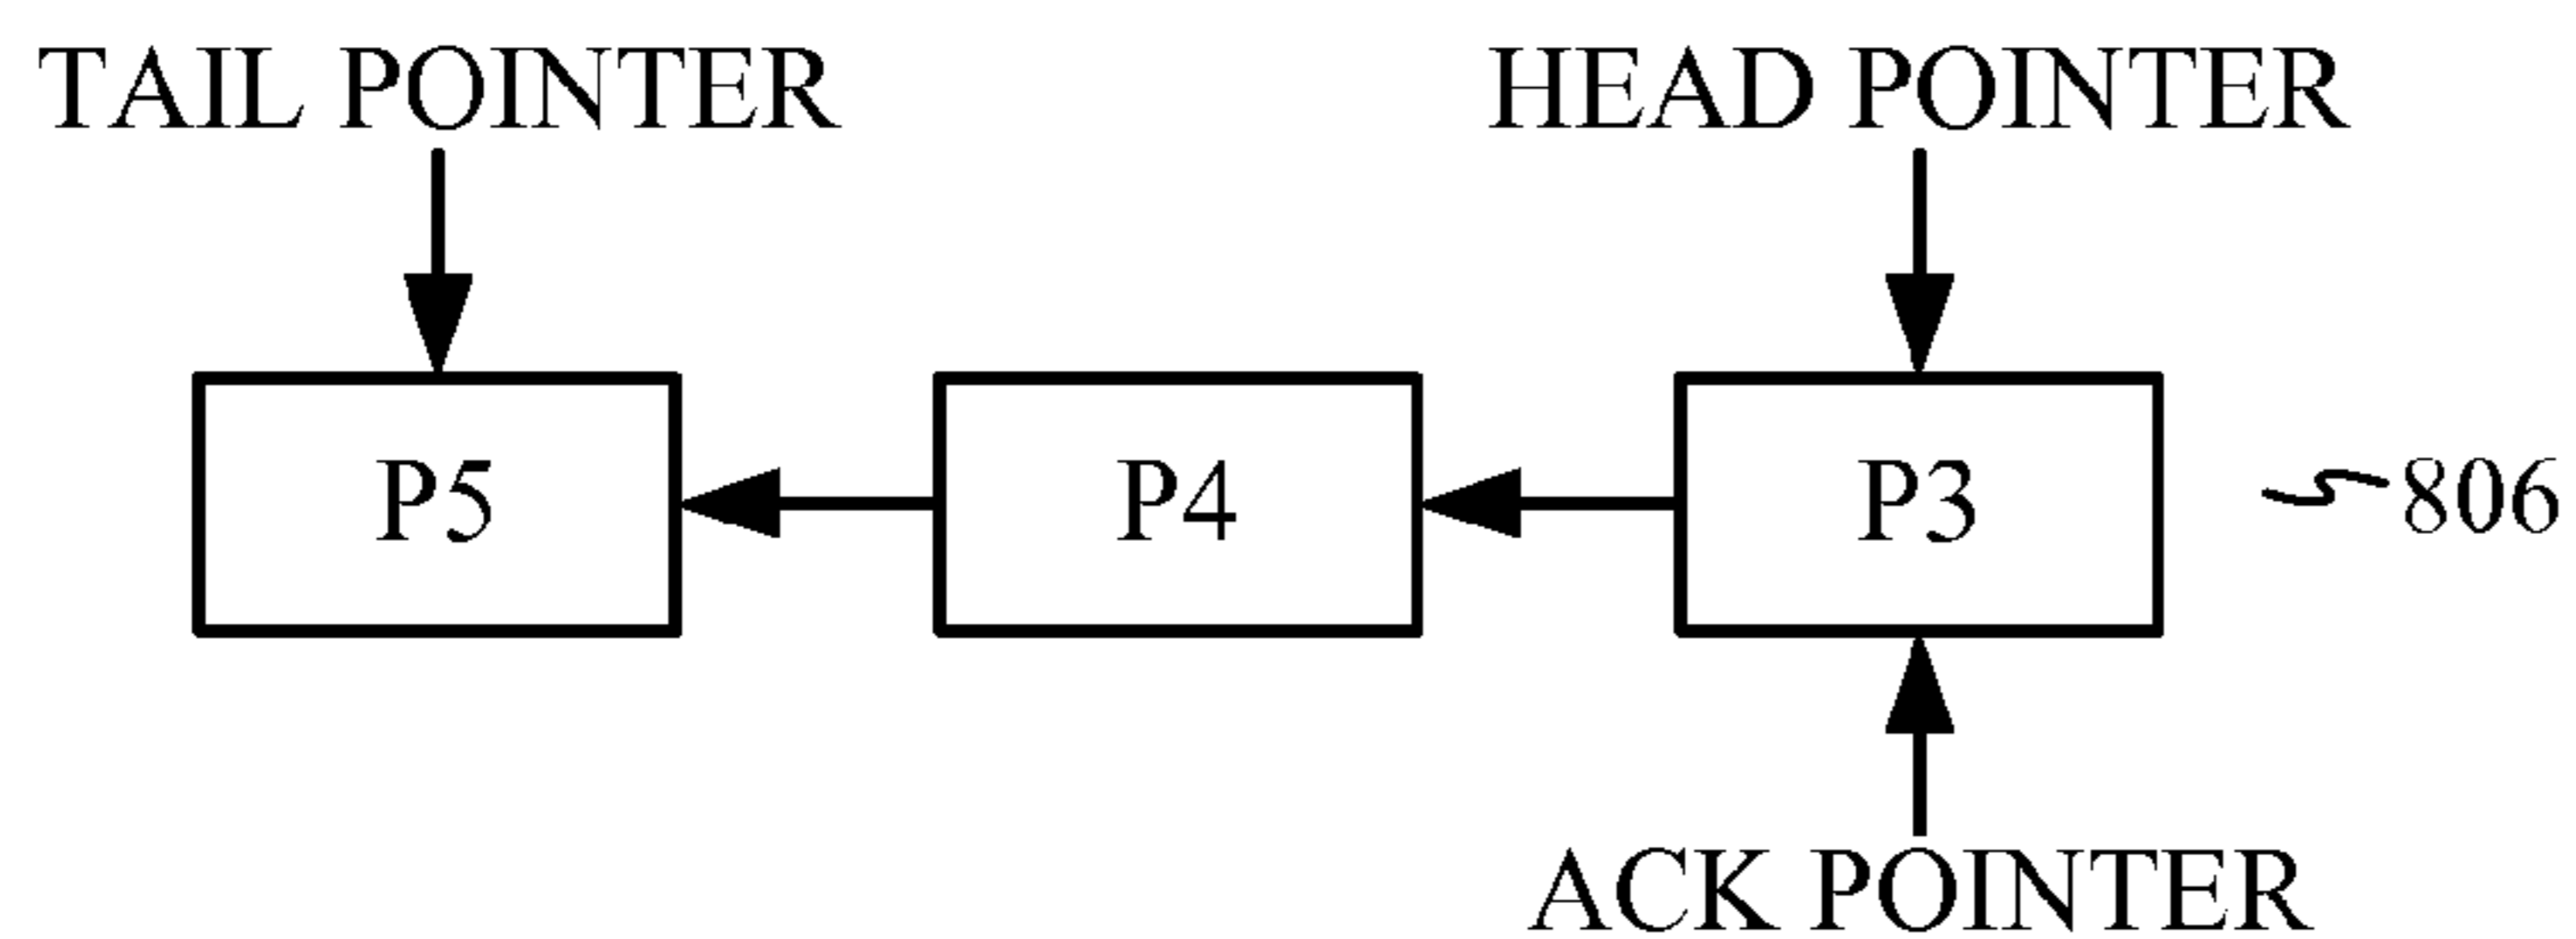 TAIL POINTER
HEAD POINTER
P5
P4
P3
806
ACK POINTER